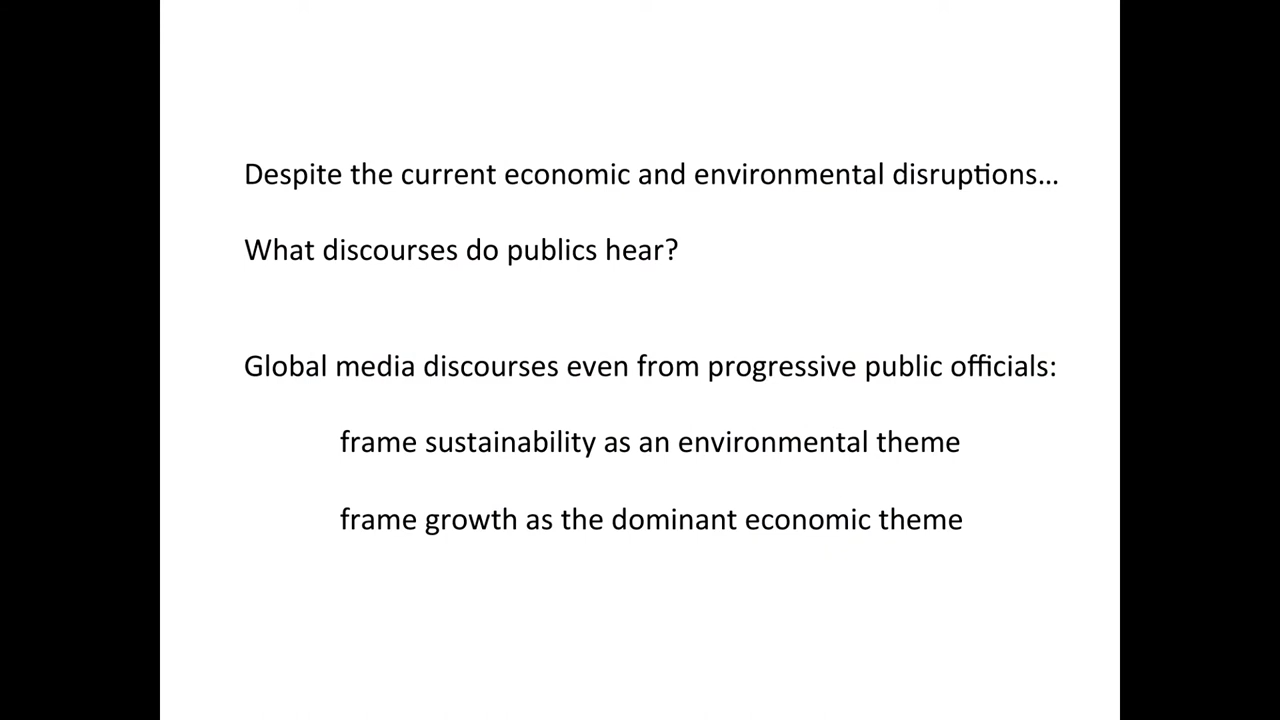 Despite the current economic and environmental disruptions…
What discourses do publics hear?
Global media discourses even from progressive public officials:
frame sustainability as an environmental theme
frame growth as the dominant economic theme